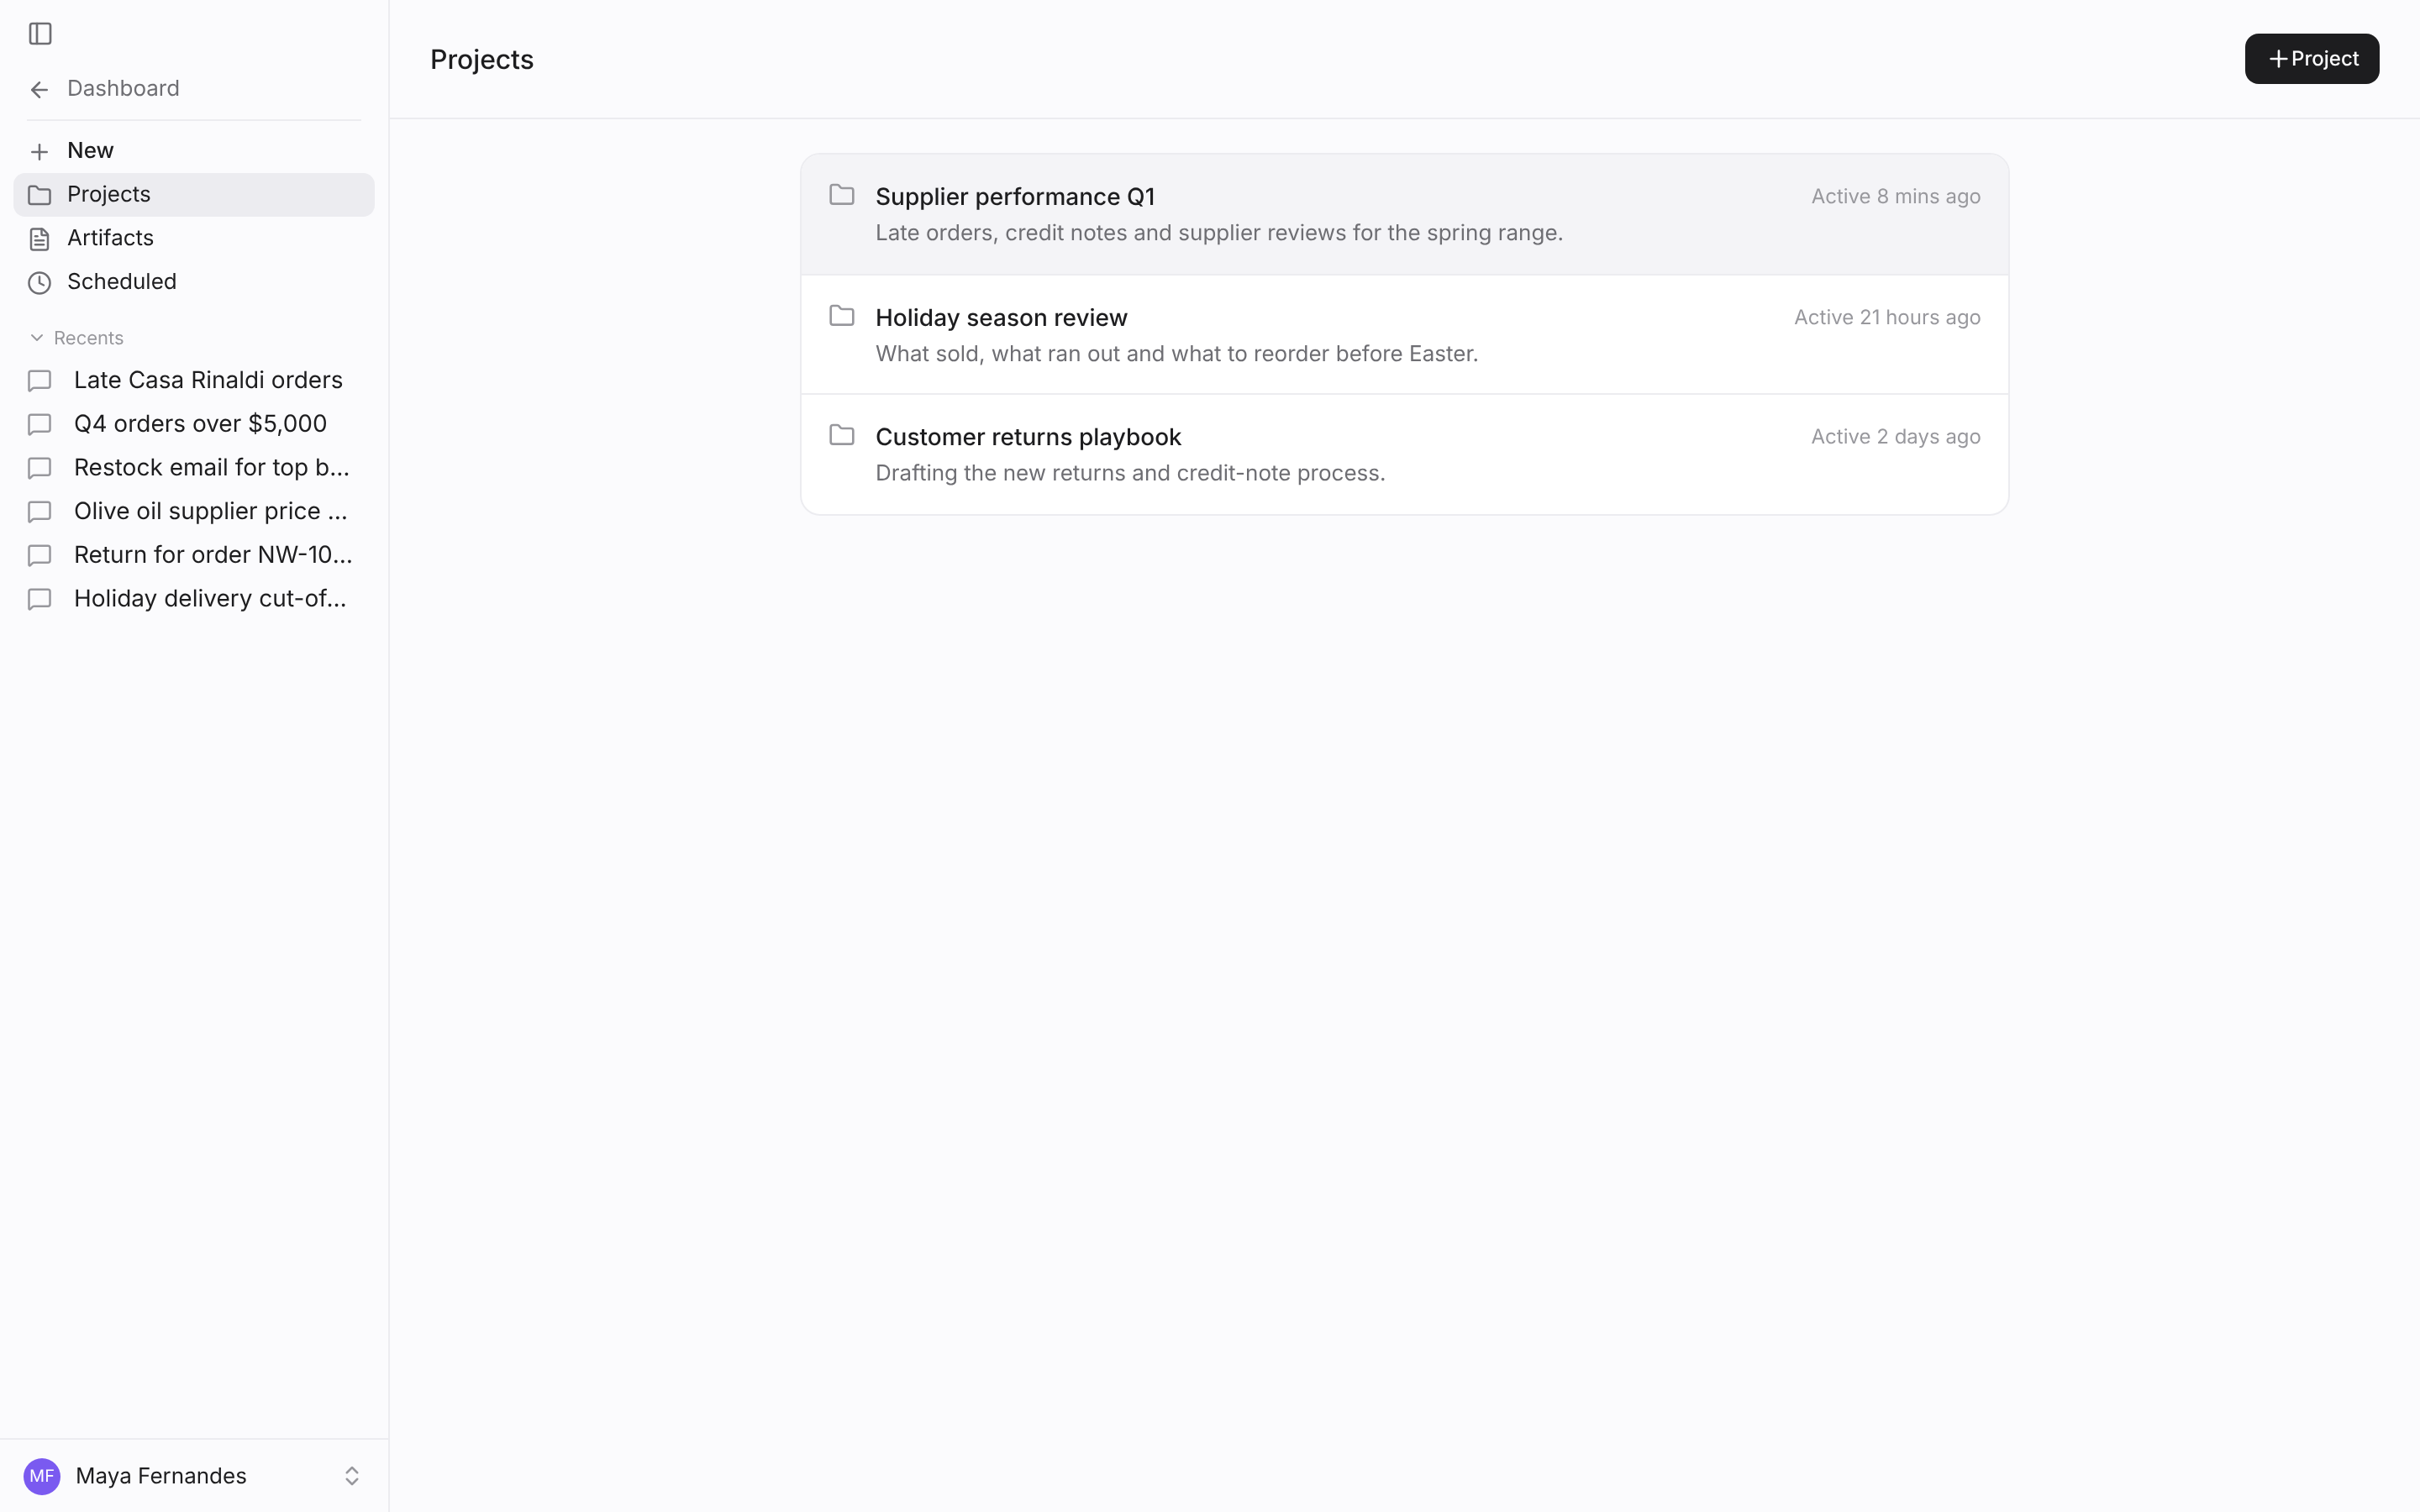 Dashboard
New
Projects
Artifacts
Scheduled
Recents
Late Casa Rinaldi orders
Q4 orders over $5,000
Restock email for top b...
Olive oil supplier price ...
Return for order NW-10...
Holiday delivery cut-of...
MF Maya Fernandes
Projects
+ Project
Supplier performance Q1 Active 8 mins ago
Late orders, credit notes and supplier reviews for the spring range.
Holiday season review Active 21 hours ago
What sold, what ran out and what to reorder before Easter.
Customer returns playbook Active 2 days ago
Drafting the new returns and credit-note process.